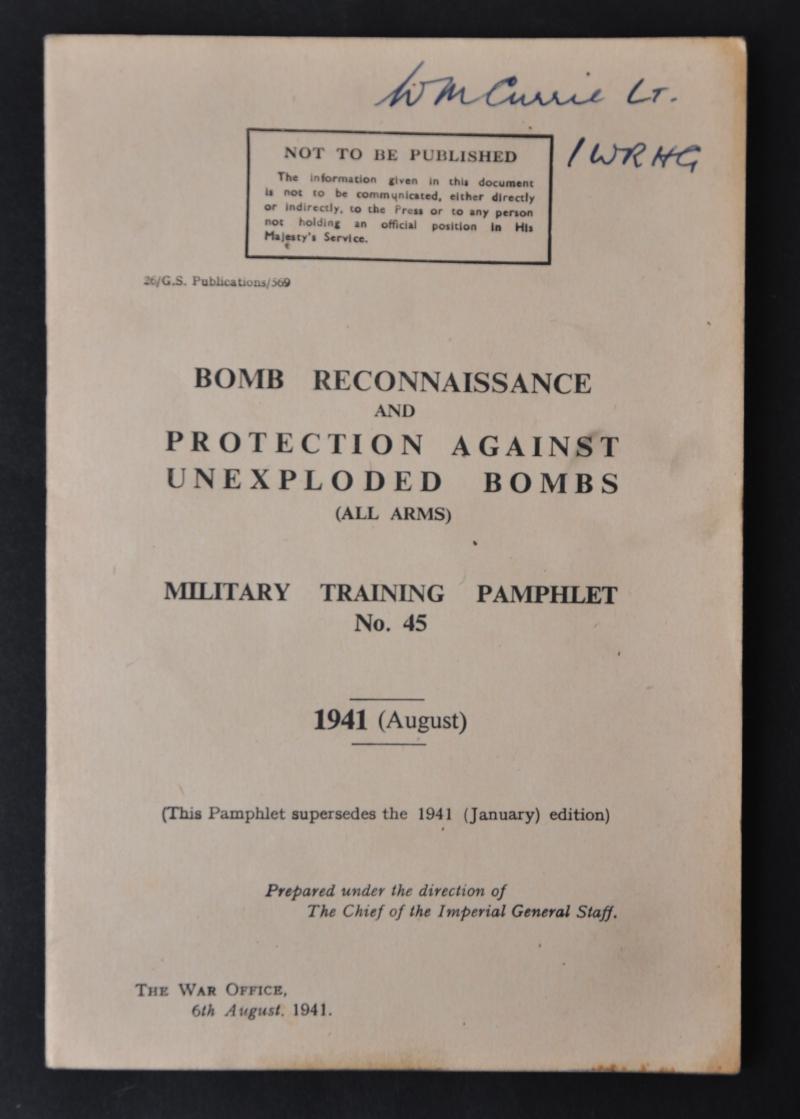 WM Currie Lt.
1 WR HG
NOT TO BE PUBLISHED
The information given in this document
is not to be communicated, either directly
or indirectly, to the Press or to any person
not holding an official position in His
Majesty's Service.
26/G.S. Publications/569
BOMB RECONNAISSANCE
AND
PROTECTION AGAINST
UNEXPLODED BOMBS
(ALL ARMS)
MILITARY TRAINING PAMPHLET
No. 45
1941 (August)
(This Pamphlet supersedes the 1941 (January) edition)
Prepared under the direction of
The Chief of the Imperial General Staff.
THE WAR OFFICE,
6th August, 1941.